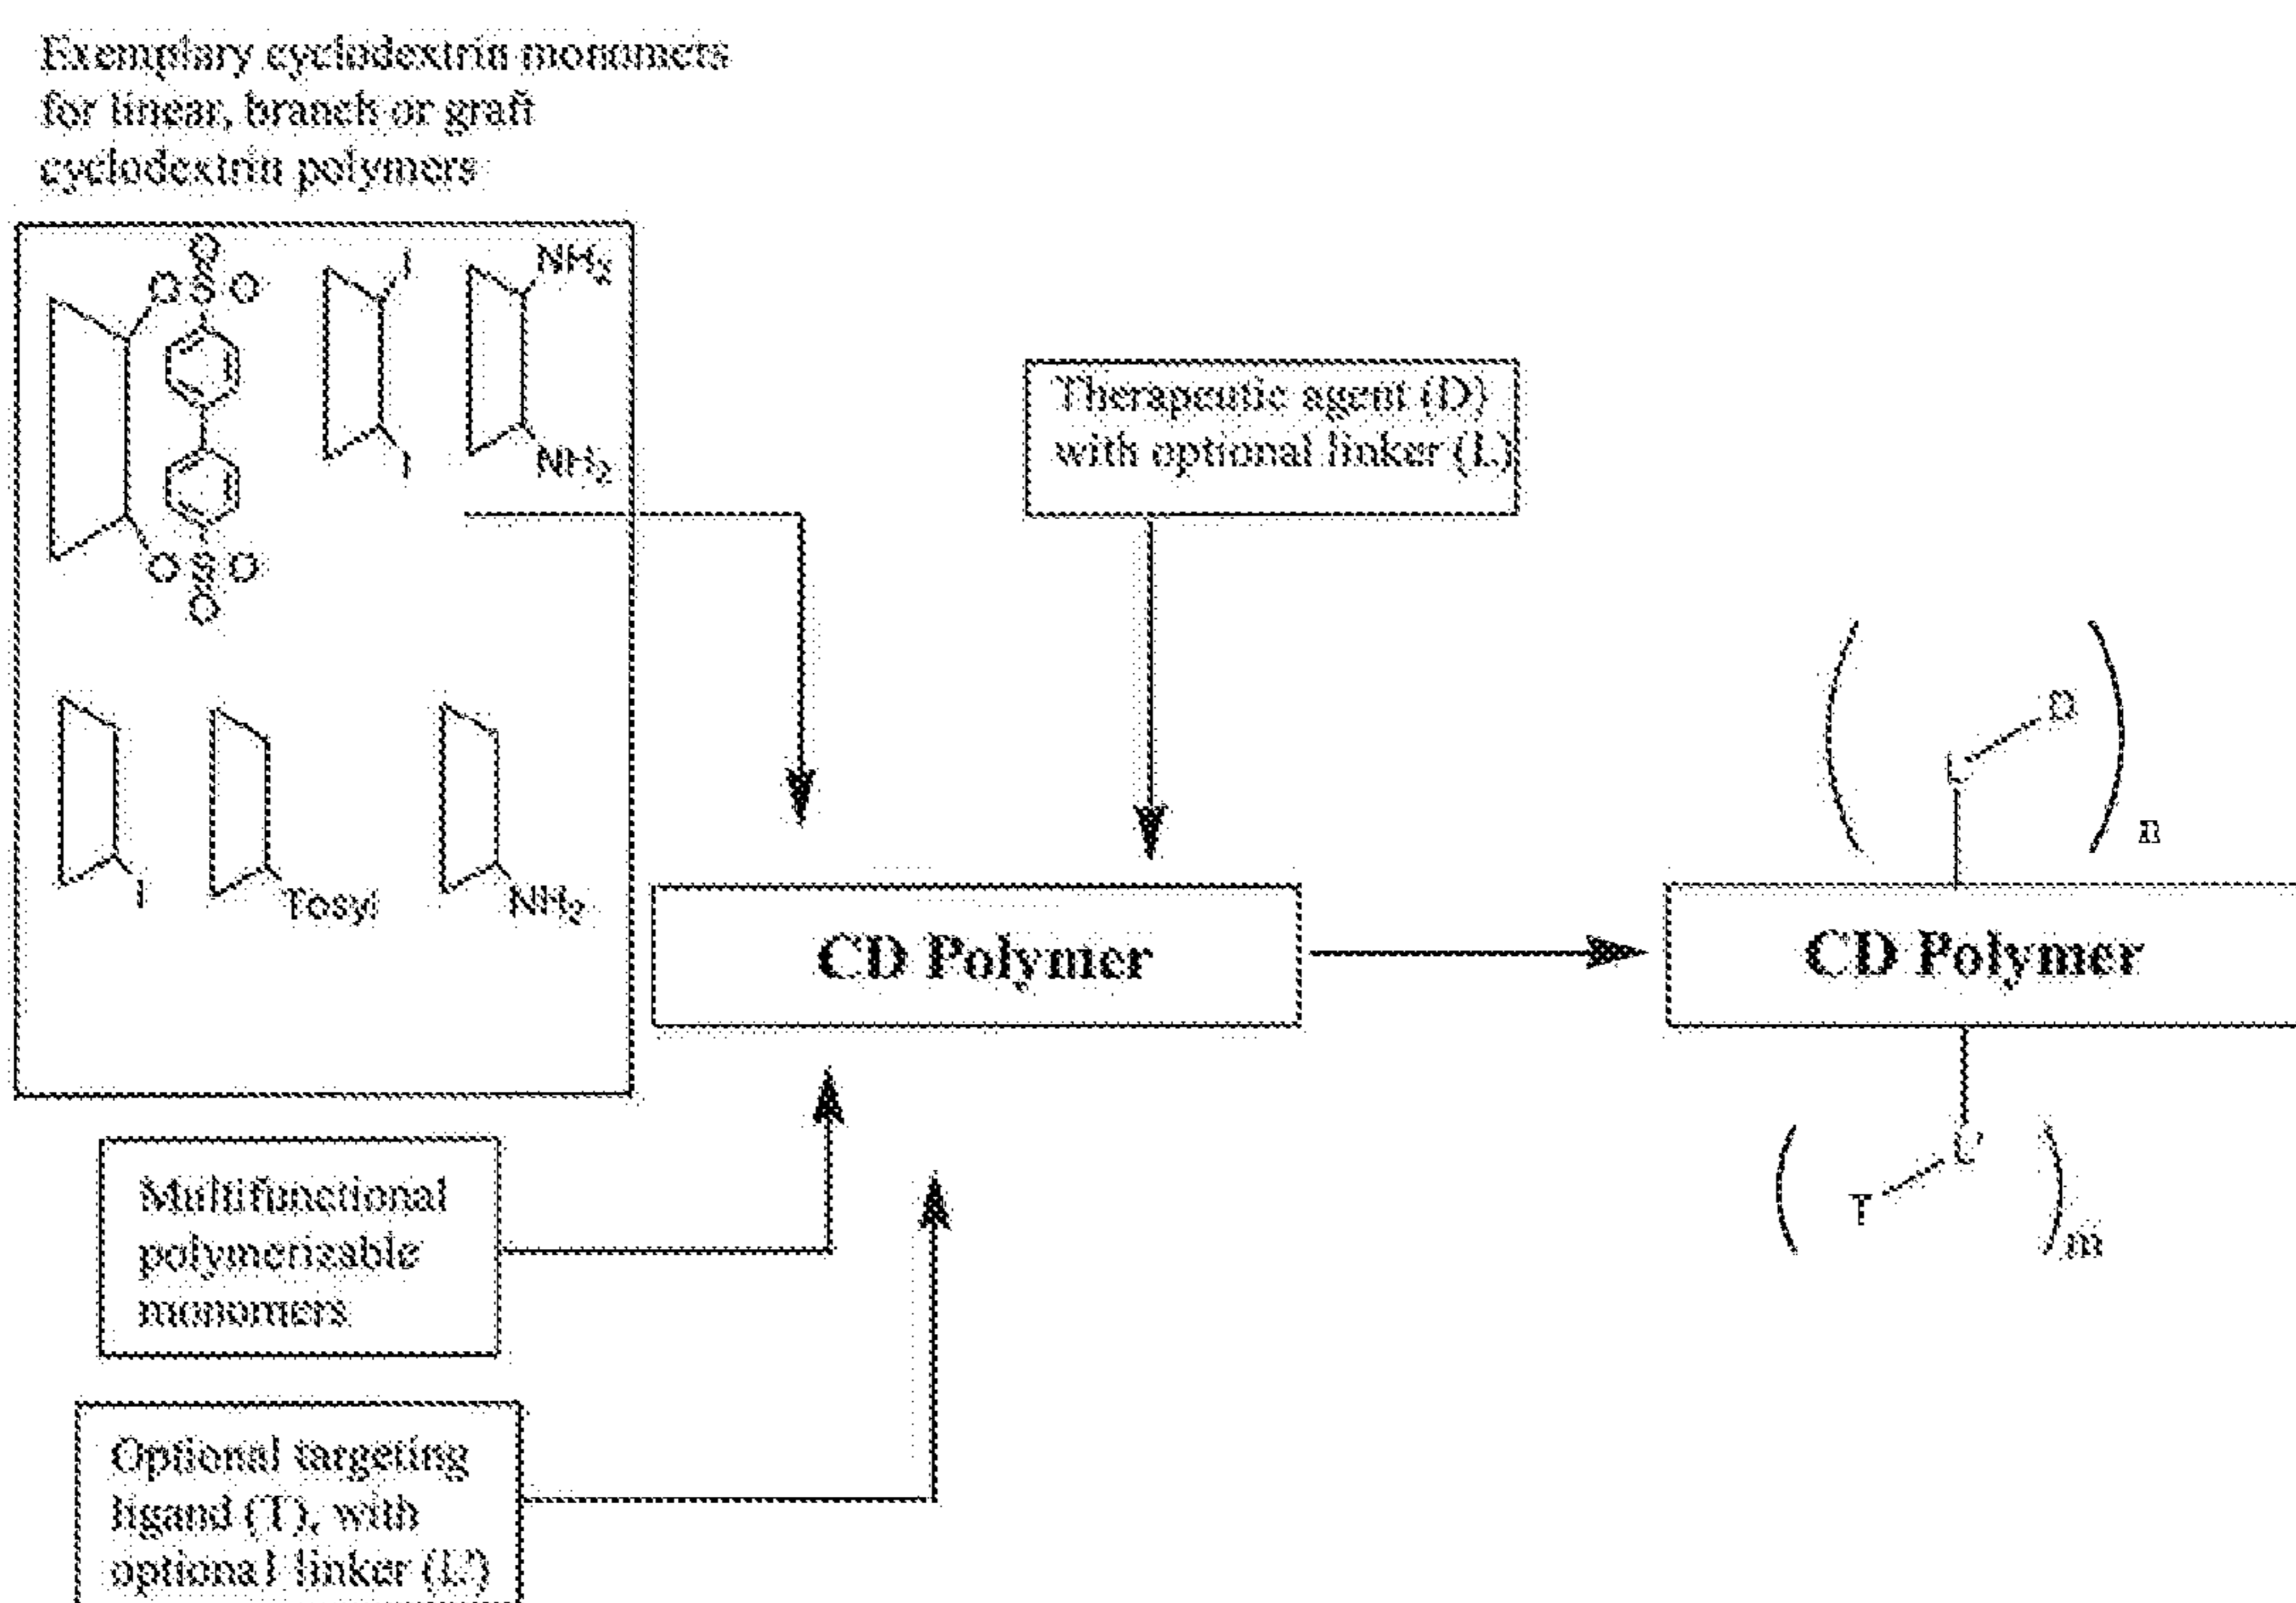 Exemplary cyclodextrin monomers
for linear, branch or graft
cyclodextrin polymers
O
O S O
I
NH2
I
NH2
O S O
O
I
Tosyl
NH2
Therapeutic agent (D)
with optional linker (L)
CD Polymer
Multifunctional
polymerizable
monomers
Optional targeting
ligand (T), with
optional linker (L')
D
L
n
CD Polymer
L'
T
m